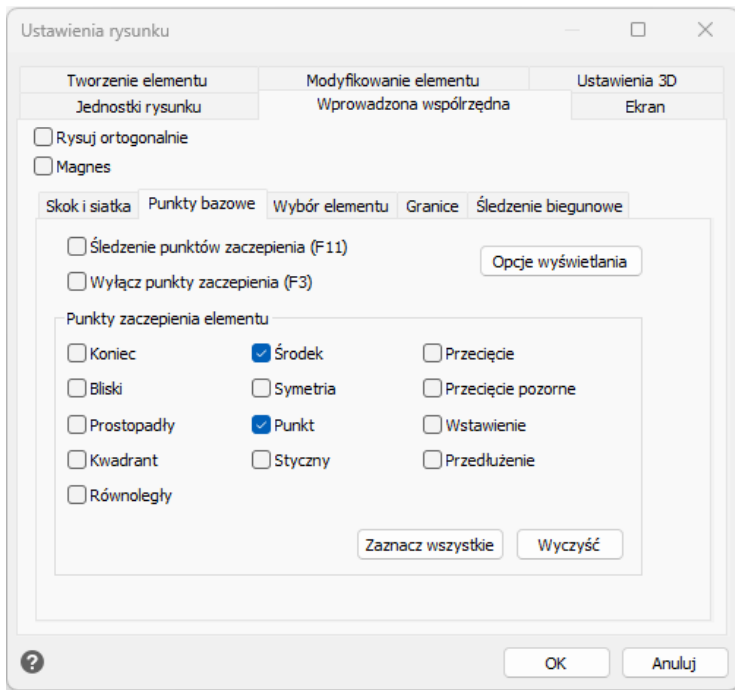 Ustawienia rysunku
Tworzenie elementu Modyfikowanie elementu Ustawienia 3D
Jednostki rysunku Wprowadzona współrzędna Ekran
Rysuj ortogonalnie
Magnes
Skok i siatka Punkty bazowe Wybór elementu Granice Śledzenie biegunowe
Śledzenie punktów zaczepienia (F11)
Opcje wyświetlania
Wyłącz punkty zaczepienia (F3)
Punkty zaczepienia elementu
Koniec Środek Przecięcie
Bliski Symetria Przecięcie pozorne
Prostopadły Punkt Wstawienie
Kwadrant Styczny Przedłużenie
Równoległy
Zaznacz wszystkie Wyczyść
? OK Anuluj